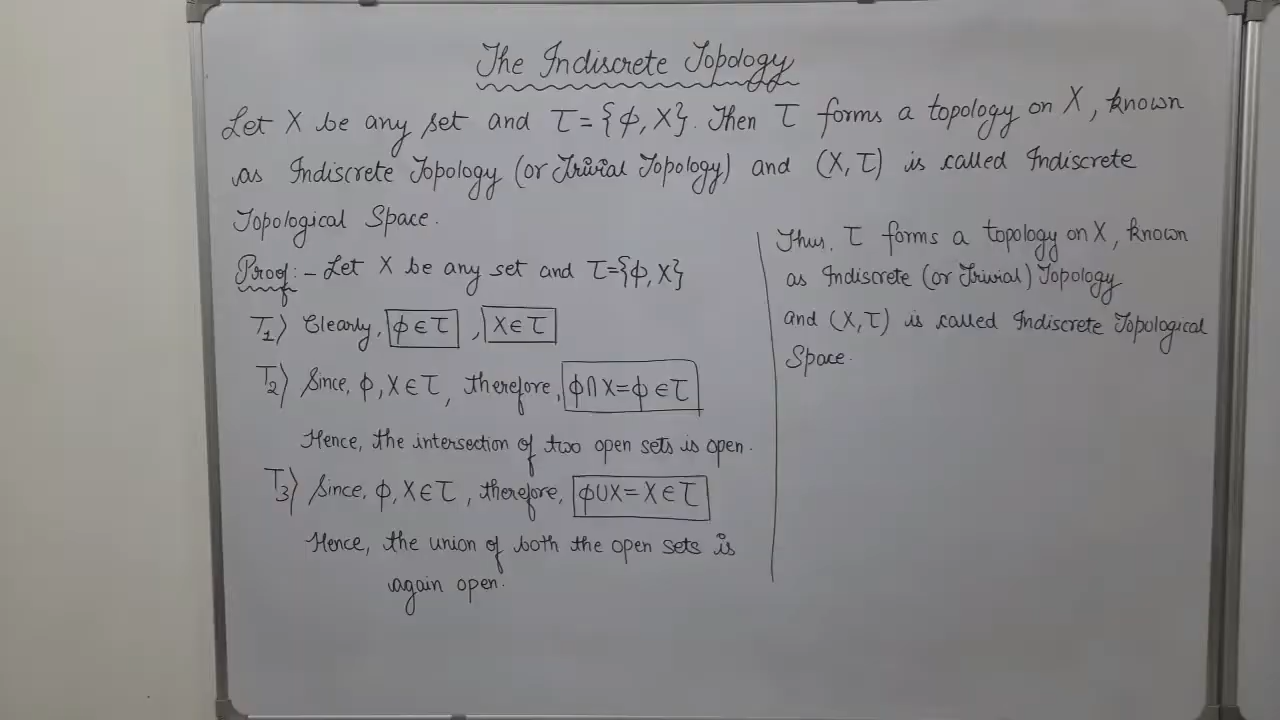 The Indiscrete Topology
Let X be any set and τ = {ϕ, X}. Then τ forms a topology on X, known
as Indiscrete Topology (or Trivial Topology) and (X, τ) is called Indiscrete
Topological Space.
Proof:- Let X be any set and τ={ϕ, X}
T1) Clearly, ϕ ∈ τ , X ∈ τ
T2) Since, ϕ, X ∈ τ, therefore, ϕ∩X=ϕ ∈ τ
Hence, the intersection of two open sets is open.
T3) Since, ϕ, X ∈ τ, therefore, ϕ∪X = X ∈ τ
Hence, the union of both the open sets is
again open.
Thus, τ forms a topology on X, known
as Indiscrete (or Trivial) Topology
and (X, τ) is called Indiscrete Topological
Space.